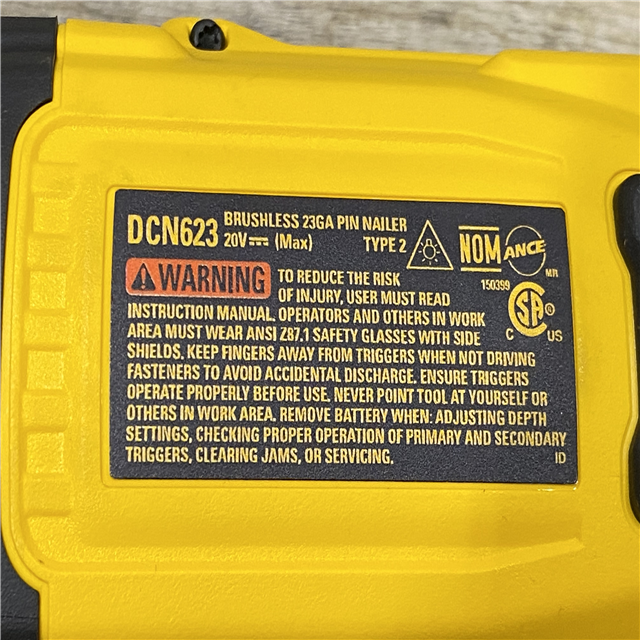 DCN623 BRUSHLESS 23GA PIN NAILER
20V⎓ (Max) TYPE 2
NOM ANCE
MR
150399
SA
C US
WARNING TO REDUCE THE RISK
OF INJURY, USER MUST READ
INSTRUCTION MANUAL. OPERATORS AND OTHERS IN WORK
AREA MUST WEAR ANSI Z87.1 SAFETY GLASSES WITH SIDE
SHIELDS. KEEP FINGERS AWAY FROM TRIGGERS WHEN NOT DRIVING
FASTENERS TO AVOID ACCIDENTAL DISCHARGE. ENSURE TRIGGERS
OPERATE PROPERLY BEFORE USE. NEVER POINT TOOL AT YOURSELF OR
OTHERS IN WORK AREA. REMOVE BATTERY WHEN: ADJUSTING DEPTH
SETTINGS, CHECKING PROPER OPERATION OF PRIMARY AND SECONDARY
TRIGGERS, CLEARING JAMS, OR SERVICING. ID